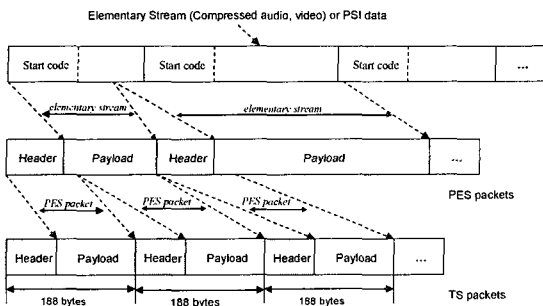 Elementary Stream (Compressed audio, video) or PSI data
Start code Start code Start code ...
elementary stream elementary stream
Header Payload Header Payload ...
PES packets
PES packet PES packet PES packet
Header Payload Header Payload Header Payload ...
188 bytes 188 bytes 188 bytes
TS packets